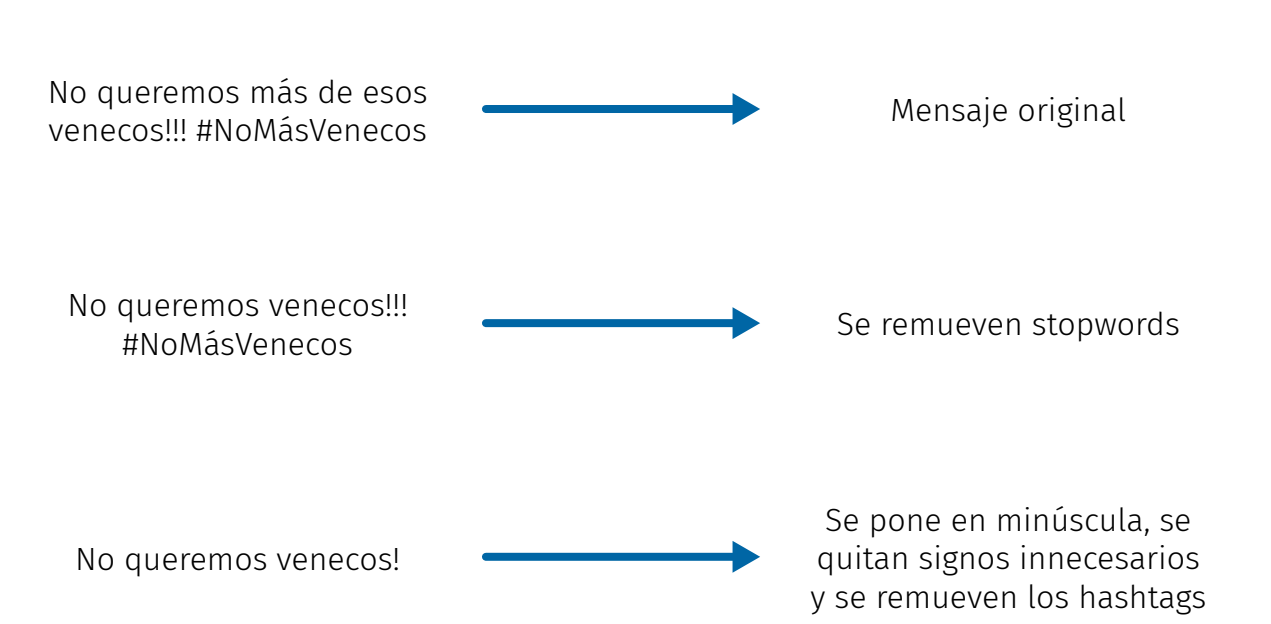 No queremos más de esos
venecos!!! #NoMásVenecos
Mensaje original
No queremos venecos!!!
#NoMásVenecos
Se remueven stopwords
No queremos venecos!
Se pone en minúscula, se
quitan signos innecesarios
y se remueven los hashtags